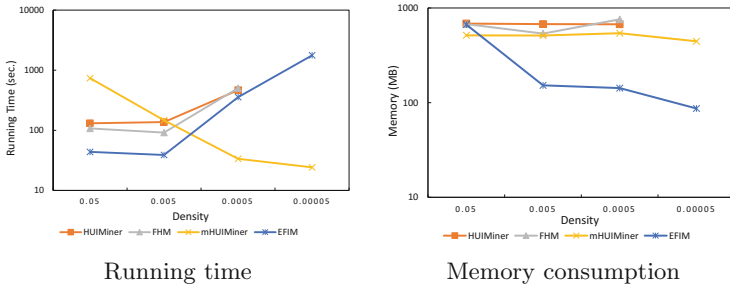 10000
1000
100
10
Running Time (sec.)
0.05 0.005 0.0005 0.00005
Density
HUIMiner FHM mHUIMiner EFIM
Running time
1000
100
10
Memory (MB)
0.05 0.005 0.0005 0.00005
Density
HUIMiner FHM mHUIMiner EFIM
Memory consumption